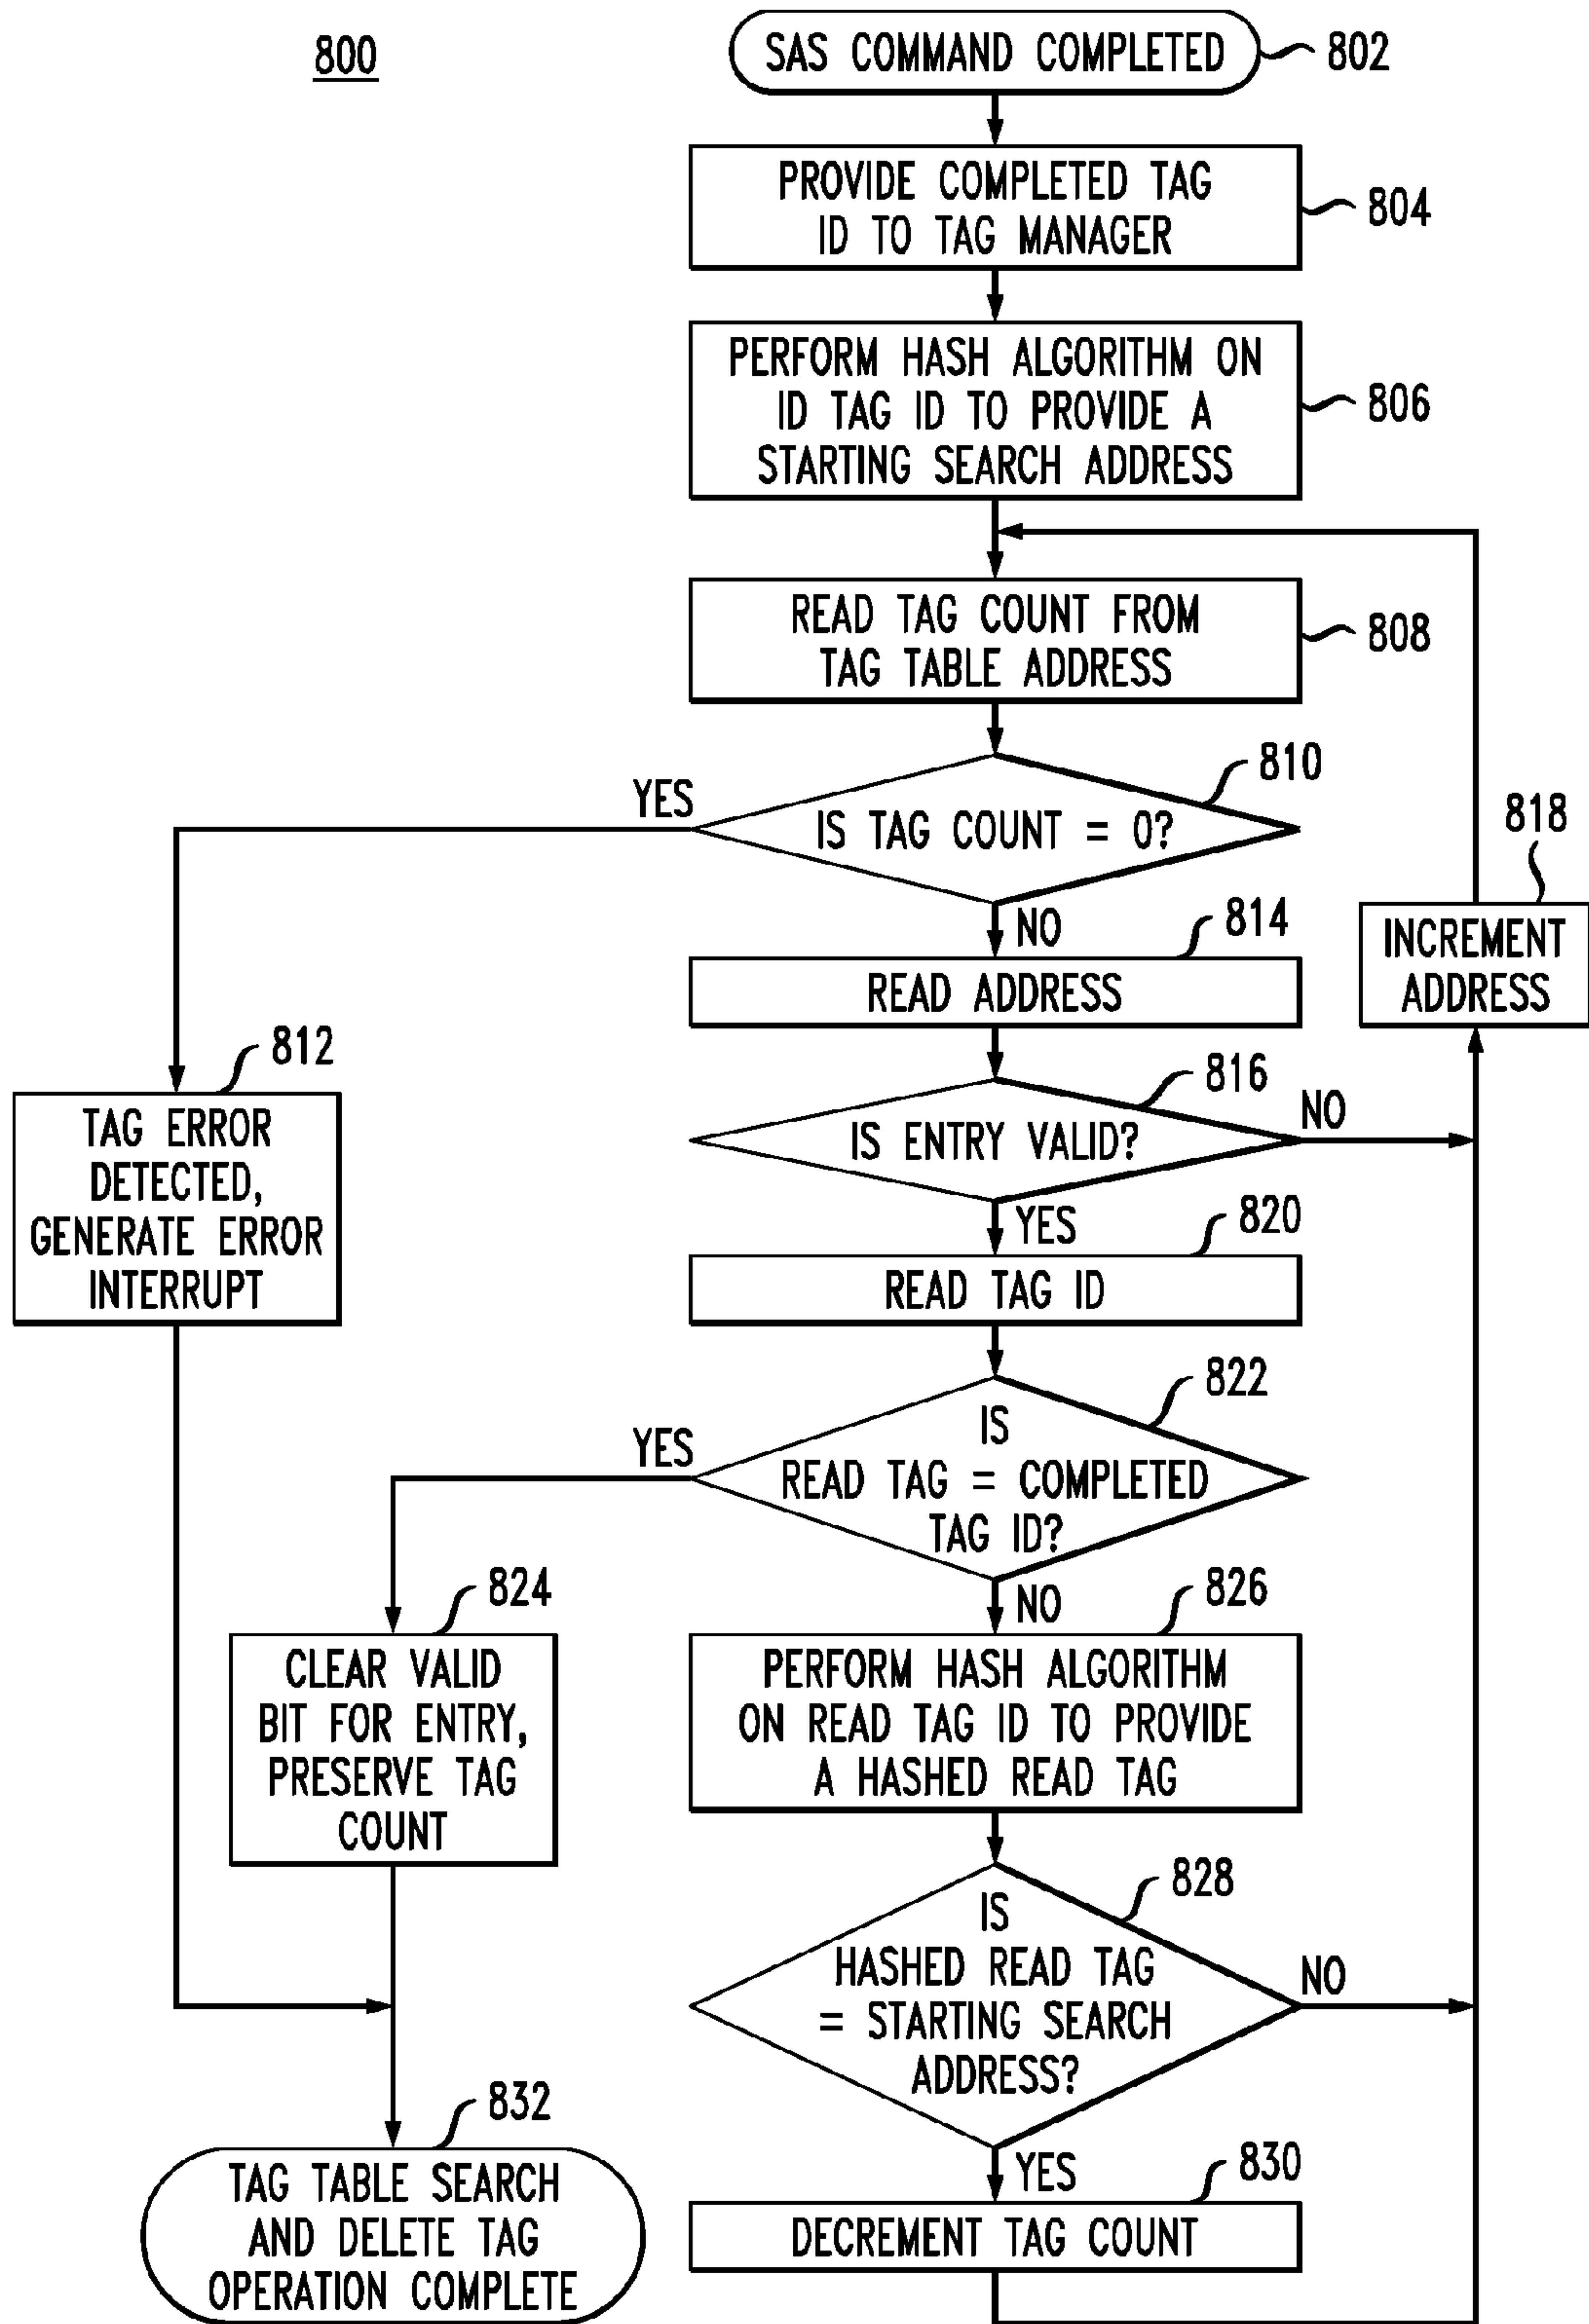 800
SAS COMMAND COMPLETED
802
PROVIDE COMPLETED TAG
ID TO TAG MANAGER
804
PERFORM HASH ALGORITHM ON
ID TAG ID TO PROVIDE A
STARTING SEARCH ADDRESS
806
READ TAG COUNT FROM
TAG TABLE ADDRESS
808
810
YES
IS TAG COUNT = 0?
NO
818
INCREMENT
ADDRESS
814
READ ADDRESS
812
TAG ERROR
DETECTED,
GENERATE ERROR
INTERRUPT
816
IS ENTRY VALID?
NO
YES
820
READ TAG ID
822
YES
IS
READ TAG = COMPLETED
TAG ID?
NO
824
CLEAR VALID
BIT FOR ENTRY,
PRESERVE TAG
COUNT
826
PERFORM HASH ALGORITHM
ON READ TAG ID TO PROVIDE
A HASHED READ TAG
828
IS
HASHED READ TAG
= STARTING SEARCH
ADDRESS?
NO
YES
830
DECREMENT TAG COUNT
832
TAG TABLE SEARCH
AND DELETE TAG
OPERATION COMPLETE